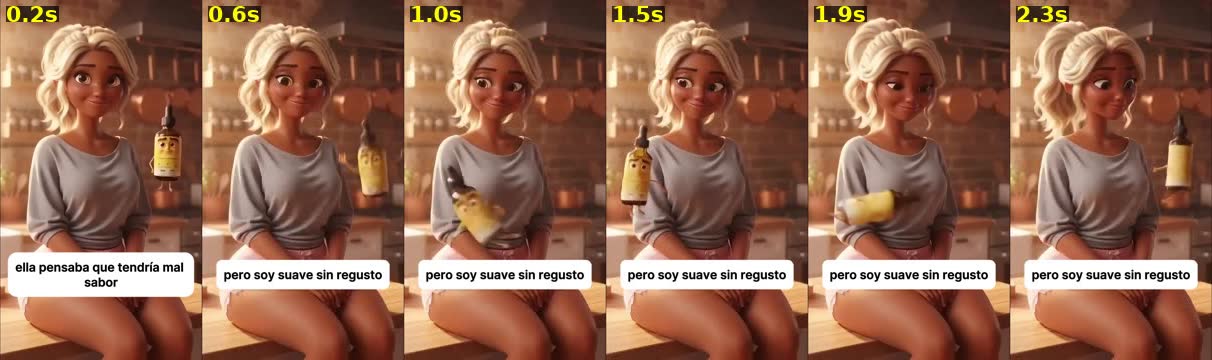 0.2s
0.6s
1.0s
1.5s
1.9s
2.3s
ella pensaba que tendría mal
sabor
pero soy suave sin regusto
pero soy suave sin regusto
pero soy suave sin regusto
pero soy suave sin regusto
pero soy suave sin regusto